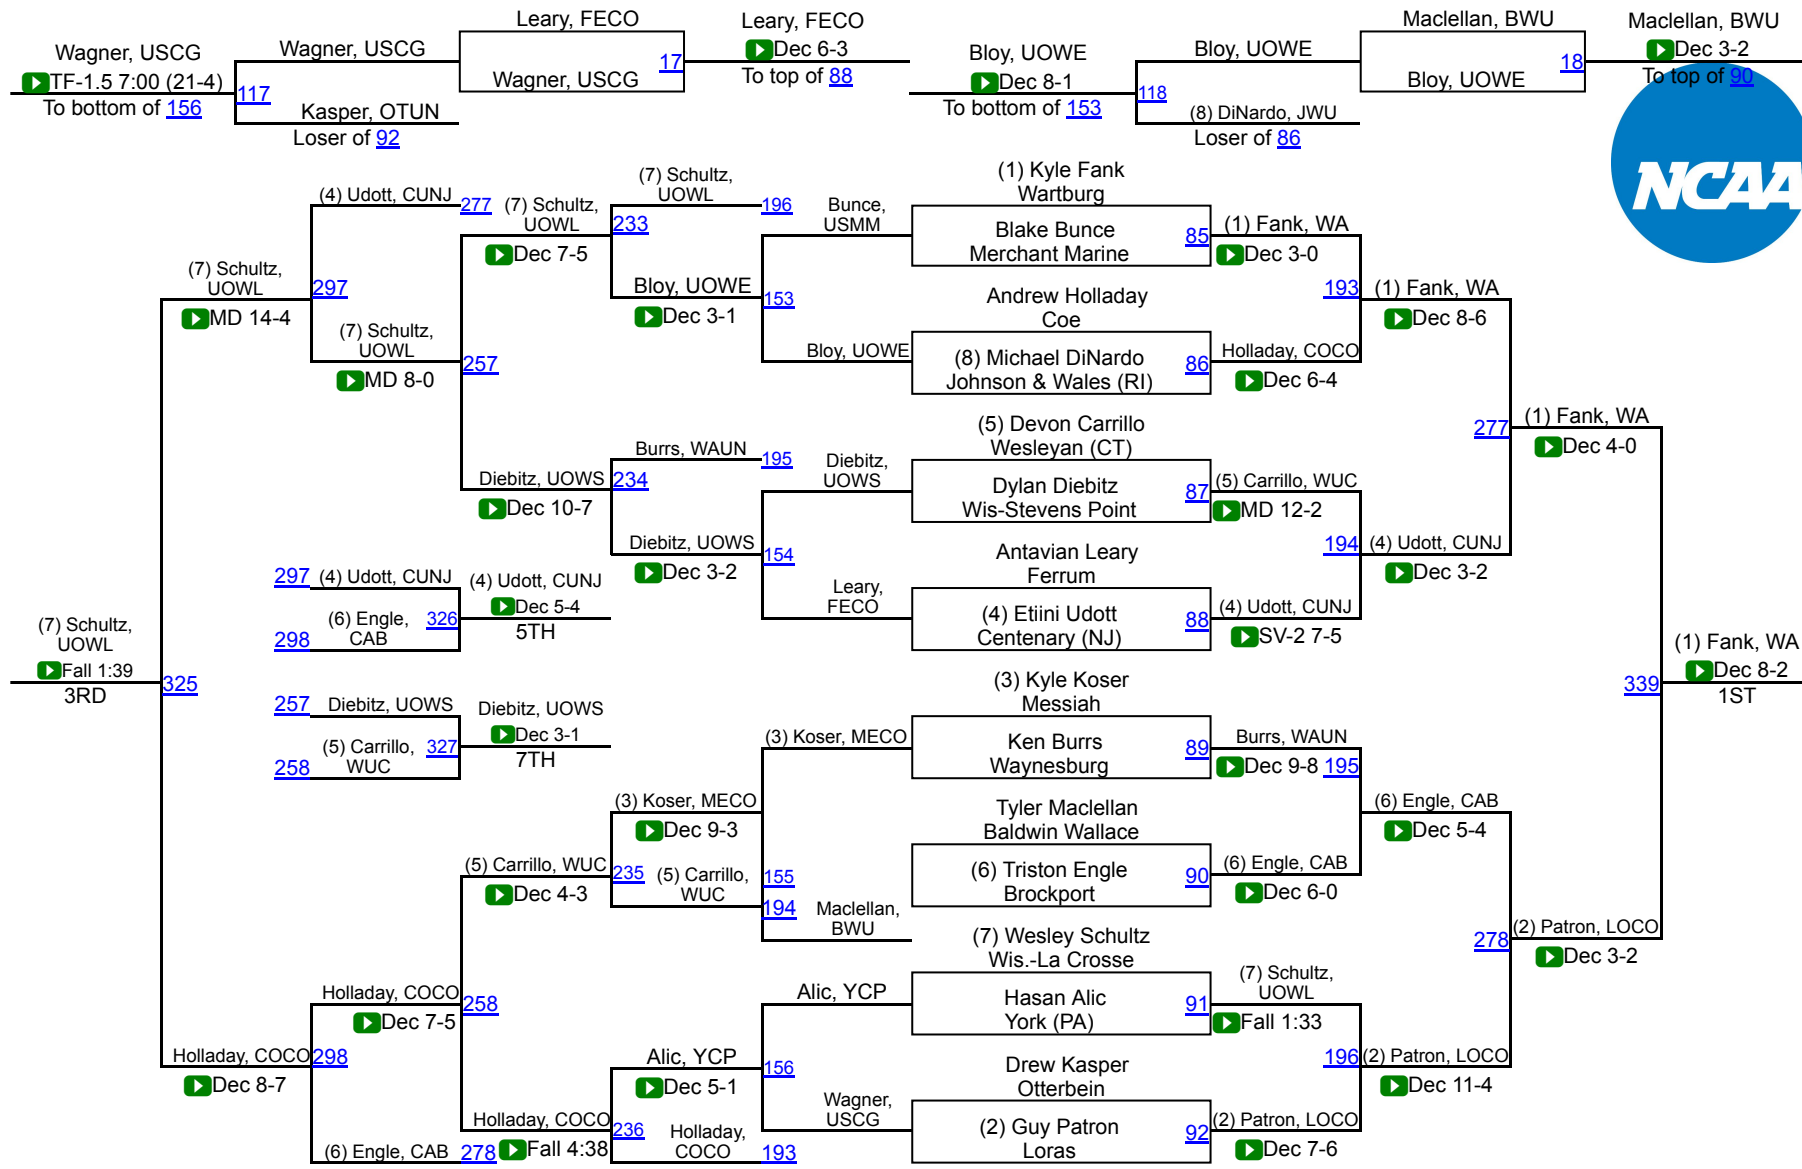 Leary, FECO
Leary, FECO
Maclellan, BWU
Maclellan, BWU
Wagner, USCG
Wagner, USCG
Dec 6-3
Bloy, UOWE
Bloy, UOWE
Dec 3-2
TF-1.5 7:00 (21-4)
Wagner, USCG
17
To top of 88
Dec 8-1
Bloy, UOWE
18
To top of 90
To bottom of 156
117
Kasper, OTUN
To bottom of 153
118
(8) DiNardo, JWU
Loser of 92
Loser of 86
NCAA
(1) Kyle Fank
Wartburg
85
Blake Bunce
Merchant Marine
(1) Fank, WA
Dec 3-0
Andrew Holladay
Coe
86
(8) Michael DiNardo
Johnson & Wales (RI)
Holladay, COCO
Dec 6-4
(5) Devon Carrillo
Wesleyan (CT)
87
Dylan Diebitz
Wis-Stevens Point
(5) Carrillo, WUC
MD 12-2
Antavian Leary
Ferrum
88
(4) Etiini Udott
Centenary (NJ)
(4) Udott, CUNJ
SV-2 7-5
(3) Kyle Koser
Messiah
89
Ken Burrs
Waynesburg
Burrs, WAUN
Dec 9-8
Tyler Maclellan
Baldwin Wallace
90
(6) Triston Engle
Brockport
(6) Engle, CAB
Dec 6-0
(7) Wesley Schultz
Wis.-La Crosse
91
Hasan Alic
York (PA)
(7) Schultz,
UOWL
Fall 1:33
Drew Kasper
Otterbein
92
(2) Guy Patron
Loras
(2) Patron, LOCO
Dec 7-6
193
(1) Fank, WA
Dec 8-6
194
(4) Udott, CUNJ
Dec 3-2
195
(6) Engle, CAB
Dec 5-4
196
(2) Patron, LOCO
Dec 11-4
277
(1) Fank, WA
Dec 4-0
278
(2) Patron, LOCO
Dec 3-2
339
(1) Fank, WA
Dec 8-2
1ST
Bunce,
USMM
153
Bloy, UOWE
Diebitz,
UOWS
154
Leary,
FECO
(3) Koser, MECO
155
Maclellan,
BWU
Alic, YCP
156
Wagner,
USCG
(7) Schultz,
UOWL
196
233
Bloy, UOWE
Dec 3-1
Burrs, WAUN
195
234
Diebitz, UOWS
Dec 3-2
(3) Koser, MECO
Dec 9-3
235
(5) Carrillo,
WUC
194
Alic, YCP
Dec 5-1
236
Holladay,
COCO
193
(7) Schultz,
UOWL
Dec 7-5
257
Diebitz, UOWS
Dec 10-7
(5) Carrillo, WUC
Dec 4-3
258
Holladay, COCO
Fall 4:38
(4) Udott, CUNJ
277
297
(7) Schultz,
UOWL
MD 8-0
Holladay, COCO
Dec 7-5
298
(6) Engle, CAB
278
(7) Schultz,
UOWL
MD 14-4
Holladay, COCO
Dec 8-7
325
(7) Schultz,
UOWL
Fall 1:39
3RD
297
(4) Udott, CUNJ
298
(6) Engle,
CAB
326
(4) Udott, CUNJ
Dec 5-4
5TH
257
Diebitz, UOWS
258
(5) Carrillo,
WUC
327
Diebitz, UOWS
Dec 3-1
7TH